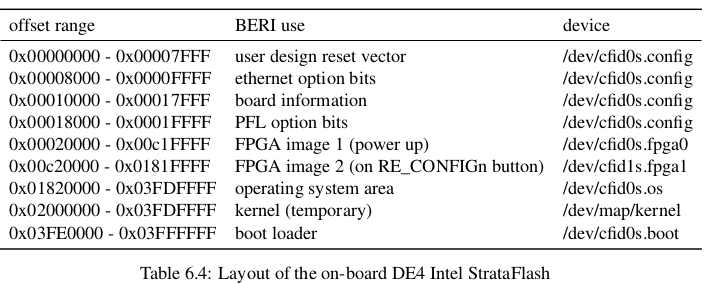 offset range BERI use device
0x00000000 - 0x00007FFF user design reset vector /dev/cfid0s.config
0x00008000 - 0x0000FFFF ethernet option bits /dev/cfid0s.config
0x00010000 - 0x00017FFF board information /dev/cfid0s.config
0x00018000 - 0x0001FFFF PFL option bits /dev/cfid0s.config
0x00020000 - 0x00c1FFFF FPGA image 1 (power up) /dev/cfid0s.fpga0
0x00c20000 - 0x0181FFFF FPGA image 2 (on RE_CONFIGn button) /dev/cfid1s.fpga1
0x01820000 - 0x03FDFFFF operating system area /dev/cfid0s.os
0x02000000 - 0x03FDFFFF kernel (temporary) /dev/map/kernel
0x03FE0000 - 0x03FFFFFF boot loader /dev/cfid0s.boot
Table 6.4: Layout of the on-board DE4 Intel StrataFlash